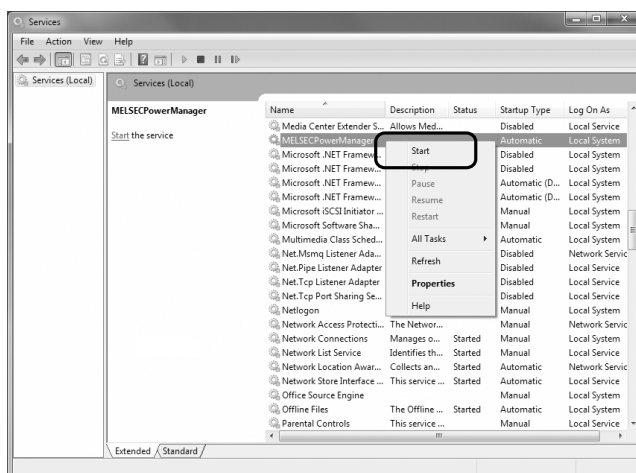 Services
File Action View Help
Services (Local)
Services (Local)
MELSECPowerManager
Start the service
Name Description Status Startup Type Log On As
Media Center Extender S... Allows Med... Disabled Local Service
MELSECPowerManager Automatic Local System
Microsoft .NET Framew... Disabled Local System
Microsoft .NET Framew... Disabled Local System
Microsoft .NET Framew... Automatic (D... Local System
Microsoft .NET Framew... Automatic (D... Local System
Microsoft iSCSI Initiator ... Manual Local System
Microsoft Software Sha... Manual Local System
Multimedia Class Sched... Automatic Local System
Net.Msmq Listener Ada... Disabled Network Servic
Net.Pipe Listener Adapter Disabled Local Service
Net.Tcp Listener Adapter Disabled Local Service
Net.Tcp Port Sharing Se... Disabled Local Service
Netlogon Manual Local System
Network Access Protecti... The Networ... Manual Network Servic
Network Connections Manages o... Started Manual Local System
Network List Service Identifies th... Started Manual Local Service
Network Location Awar... Collects an... Started Automatic Network Servic
Network Store Interface ... This service ... Started Automatic Local Service
Office Source Engine Manual Local System
Offline Files The Offline ... Started Automatic Local System
Parental Controls This service ... Manual Local Service
Start
Stop
Pause
Resume
Restart
All Tasks
Refresh
Properties
Help
Extended Standard